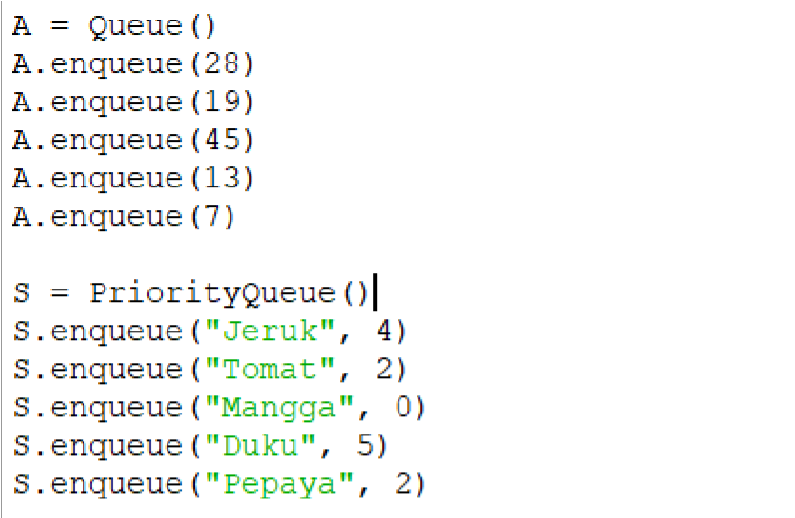 A = Queue()
A.enqueue(28)
A.enqueue(19)
A.enqueue(45)
A.enqueue(13)
A.enqueue(7)
S = PriorityQueue()
S.enqueue("Jeruk", 4)
S.enqueue("Tomat", 2)
S.enqueue("Mangga", 0)
S.enqueue("Duku", 5)
S.enqueue("Pepaya", 2)